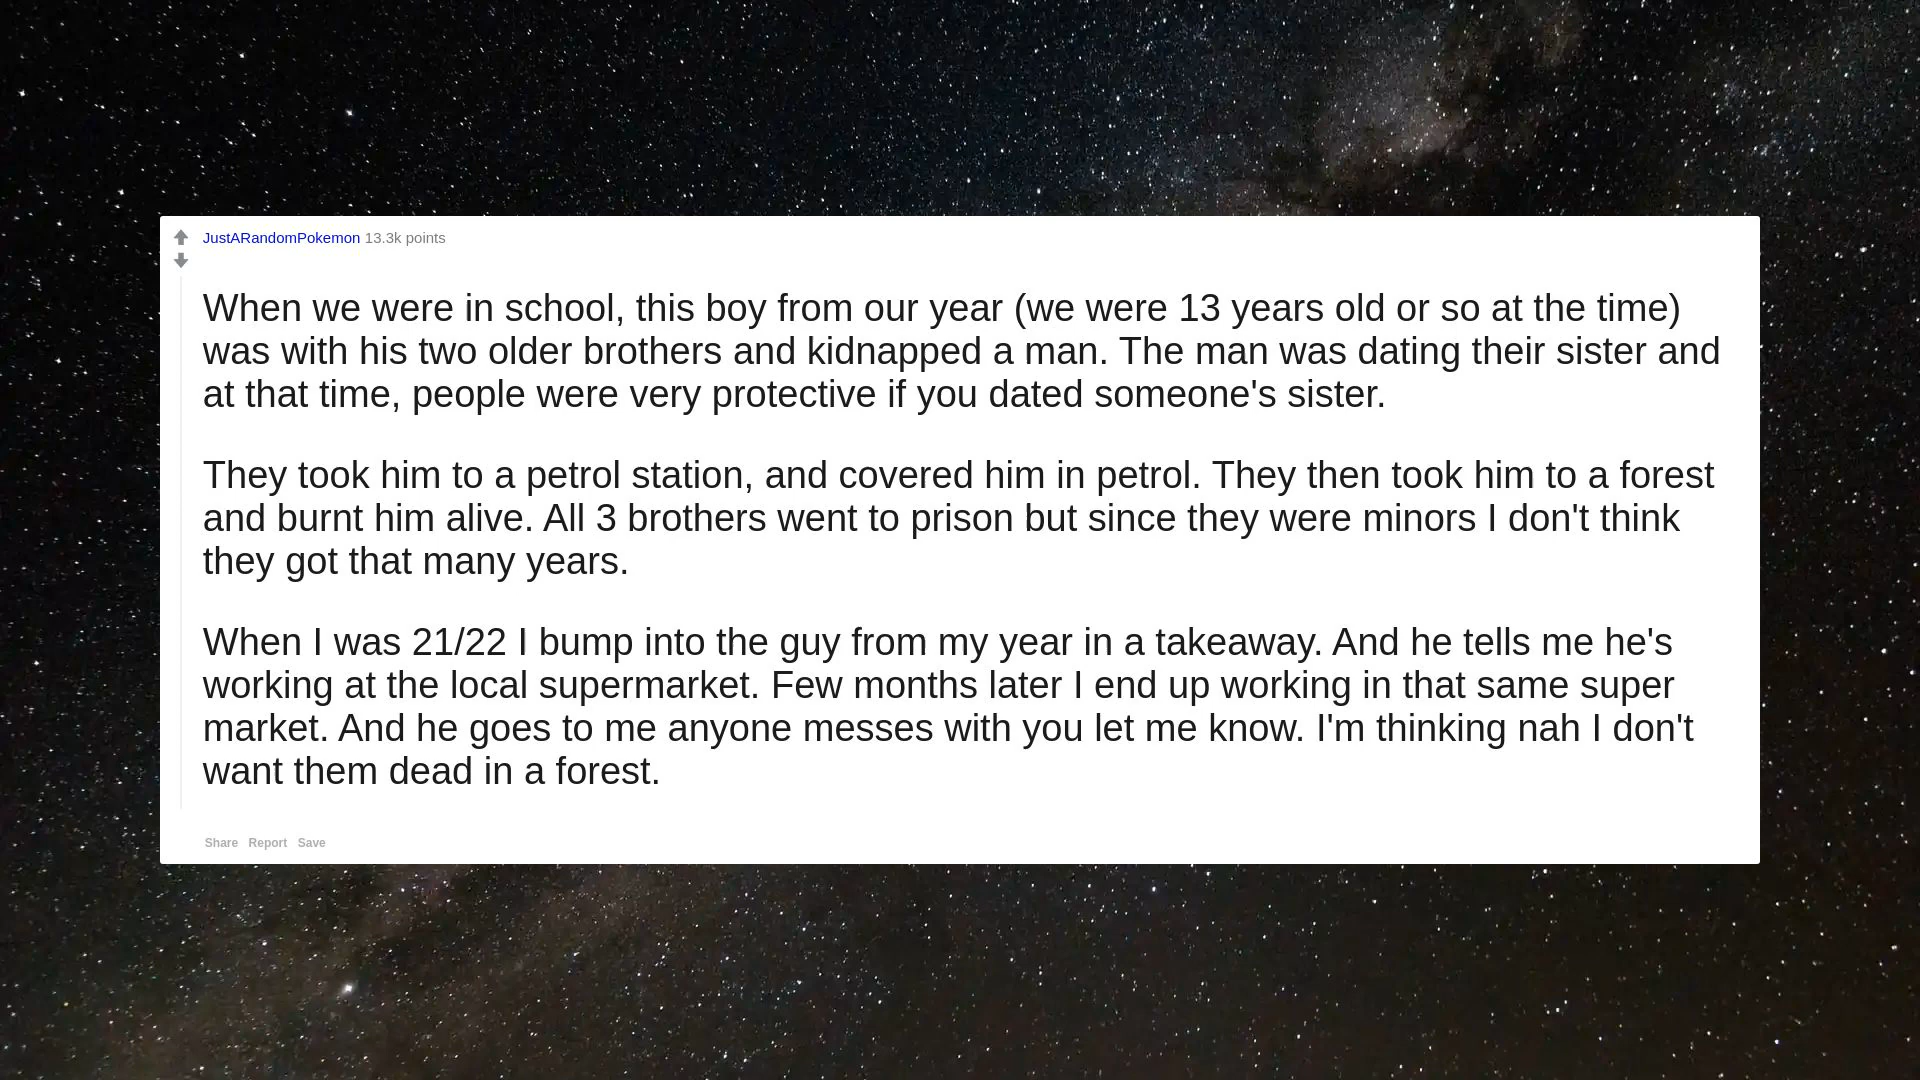 JustARandomPokemon 13.3k points
When we were in school, this boy from our year (we were 13 years old or so at the time)
was with his two older brothers and kidnapped a man. The man was dating their sister and
at that time, people were very protective if you dated someone's sister.
They took him to a petrol station, and covered him in petrol. They then took him to a forest
and burnt him alive. All 3 brothers went to prison but since they were minors I don't think
they got that many years.
When I was 21/22 I bump into the guy from my year in a takeaway. And he tells me he's
working at the local supermarket. Few months later I end up working in that same super
market. And he goes to me anyone messes with you let me know. I'm thinking nah I don't
want them dead in a forest.
Share Report Save